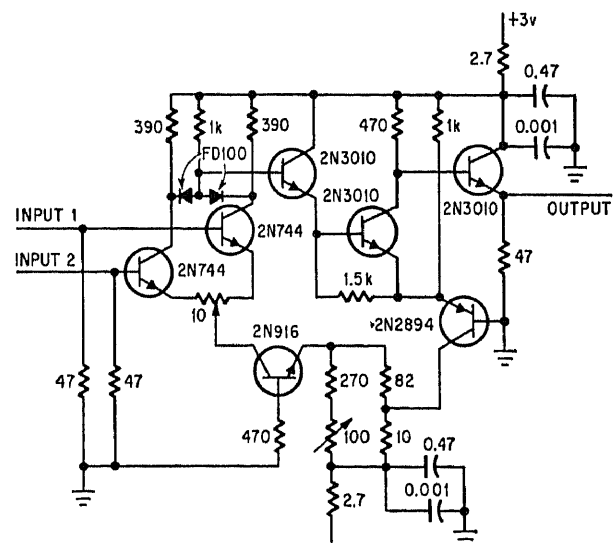 +3v
2.7
0.47
390
1k
390
470
1k
0.001
FD100
2N3010
2N3010
2N3010
OUTPUT
INPUT 1
2N744
INPUT 2
2N744
1.5k
47
10
2N2894
2N916
270
82
47
47
470
100
10
0.47
0.001
2.7